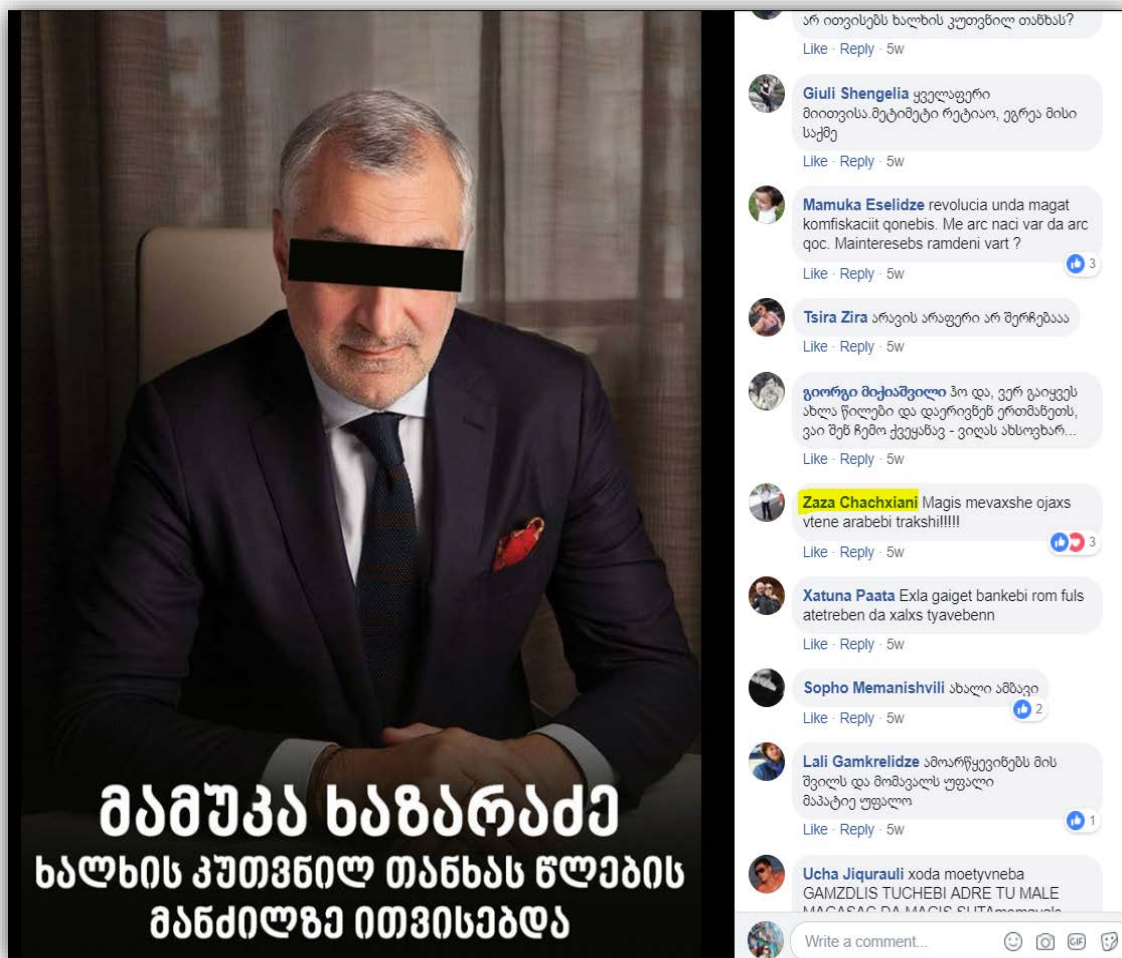 მამუკა ხაზარაძე
ხალხის კუთვნილ თანხას წლების
მანძილზე ითვისებდა
არ ითვისებს ხალხის კუთვნილ თანხას?
Like · Reply · 5w
Giuli Shengelia ყველაფერი
მიითვისა.მეტიმეტი რეტიაო, ეგრეა მისი
საქმე
Like · Reply · 5w
Mamuka Eselidze revolucia unda magat
komfiskaciit qonebis. Me arc naci var da arc
qoc. Mainteresebs ramdeni vart ?
3
Like · Reply · 5w
Tsira Zira არავის არაფერი არ შერჩებააა
Like · Reply · 5w
გიორგი მიქიაშვილი ჰო და, ვერ გაიყვეს
ახლა წილები და დაერივნენ ერთმანეთს,
ვაი შენ ჩემო ქვეყანავ - ვიღას ახსოვხარ...
Like · Reply · 5w
Zaza Chachxiani Magis mevaxshe ojaxs
vtene arabebi trakshi!!!!!
3
Like · Reply · 5w
Xatuna Paata Exla gaiget bankebi rom fuls
atetreben da xalxs tyavebenn
Like · Reply · 5w
Sopho Memanishvili ახალი ამბავი
2
Like · Reply · 5w
Lali Gamkrelidze ამოარწყევინებს მის
შვილს და მომავალს უფალი
მაპატიე უფალო
1
Like · Reply · 5w
Ucha Jiqurauli xoda moetyvneba
GAMZDLIS TUCHEBI ADRE TU MALE
Write a comment...
GIF